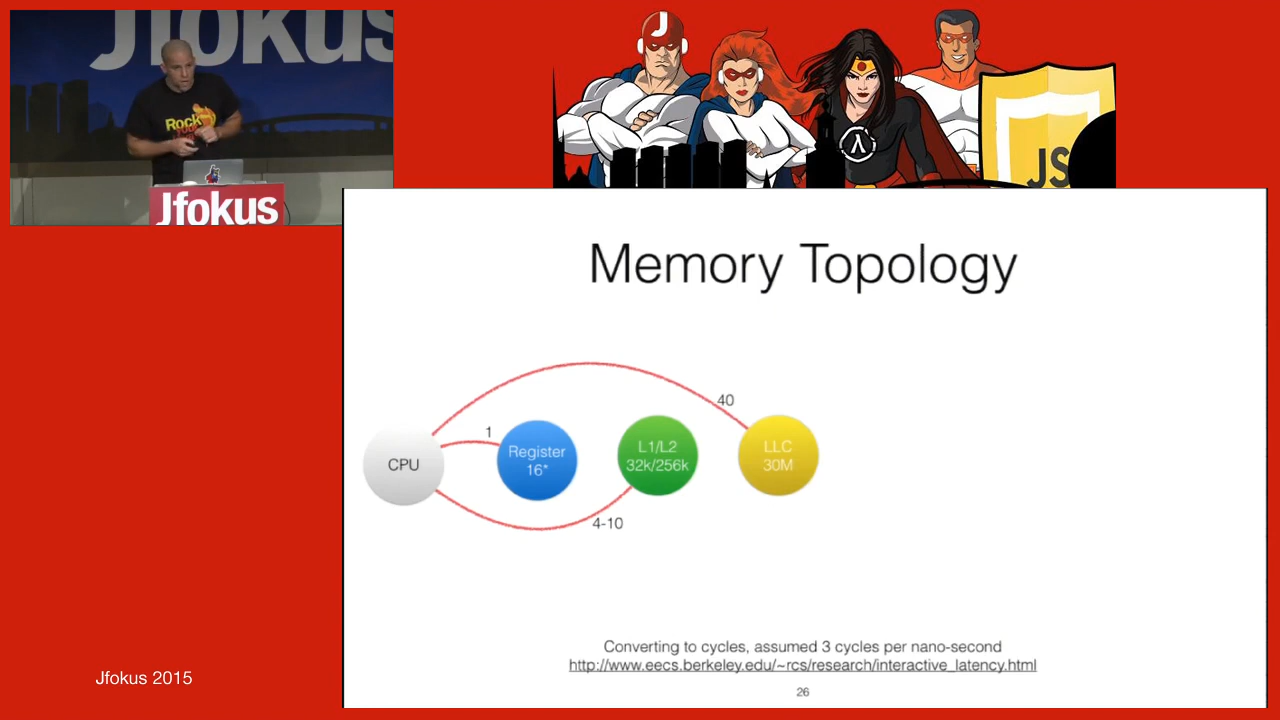 Jfokus
Rock
Jfokus
J
λ
JS
Memory Topology
40
1
CPU
Register
16*
L1/L2
32k/256k
LLC
30M
4-10
Converting to cycles, assumed 3 cycles per nano-second
http://www.eecs.berkeley.edu/~rcs/research/interactive_latency.html
26
Jfokus 2015